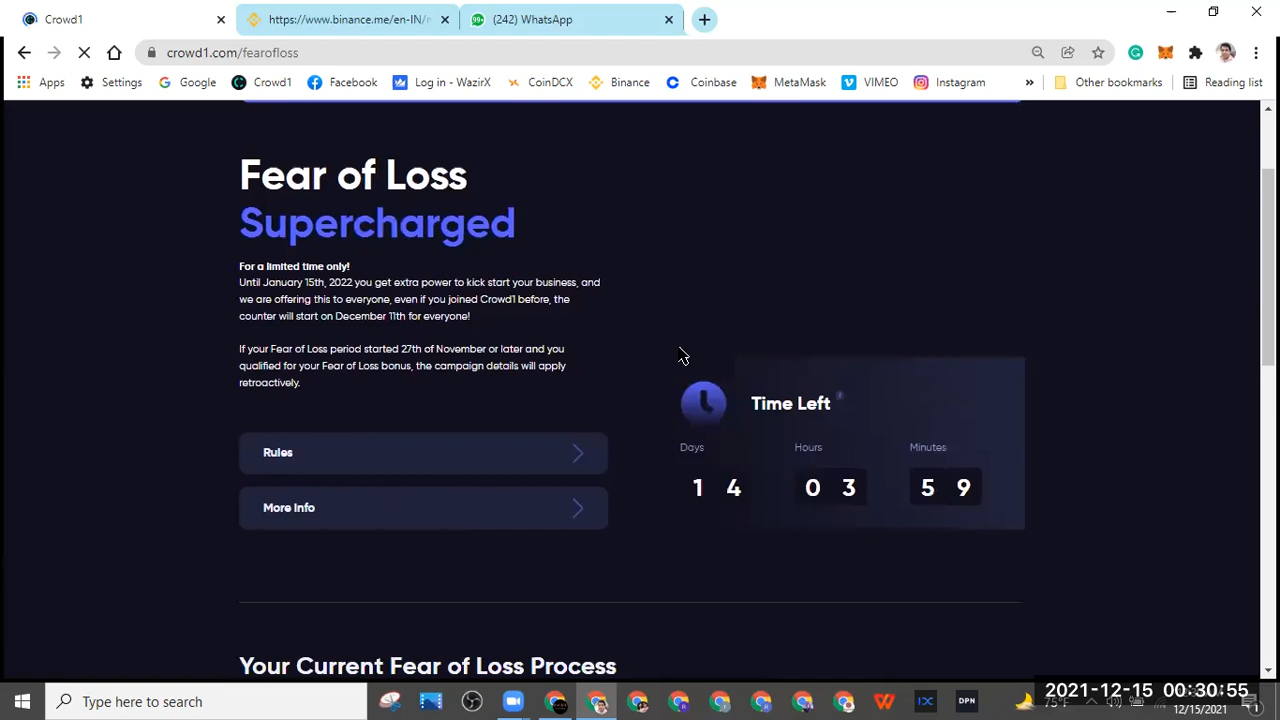 Crowd1
https://www.binance.me/en-IN/
(242) WhatsApp
crowd1.com/fearofloss
Apps
Settings
Google
Crowd1
Facebook
Log in - WazirX
CoinDCX
Binance
Coinbase
MetaMask
VIMEO
Instagram
»
Other bookmarks
Reading list
Fear of Loss
Supercharged
For a limited time only!
Until January 15th, 2022 you get extra power to kick start your business, and
we are offering this to everyone, even if you joined Crowd1 before, the
counter will start on December 11th for everyone!
If your Fear of Loss period started 27th of November or later and you
qualified for your Fear of Loss bonus, the campaign details will apply
retroactively.
Rules
More Info
Time Left
Days
Hours
Minutes
1 4
0 3
5 9
Your Current Fear of Loss Process
Type here to search
DPN
75°F
2021-12-15 00:30:55
12/15/2021